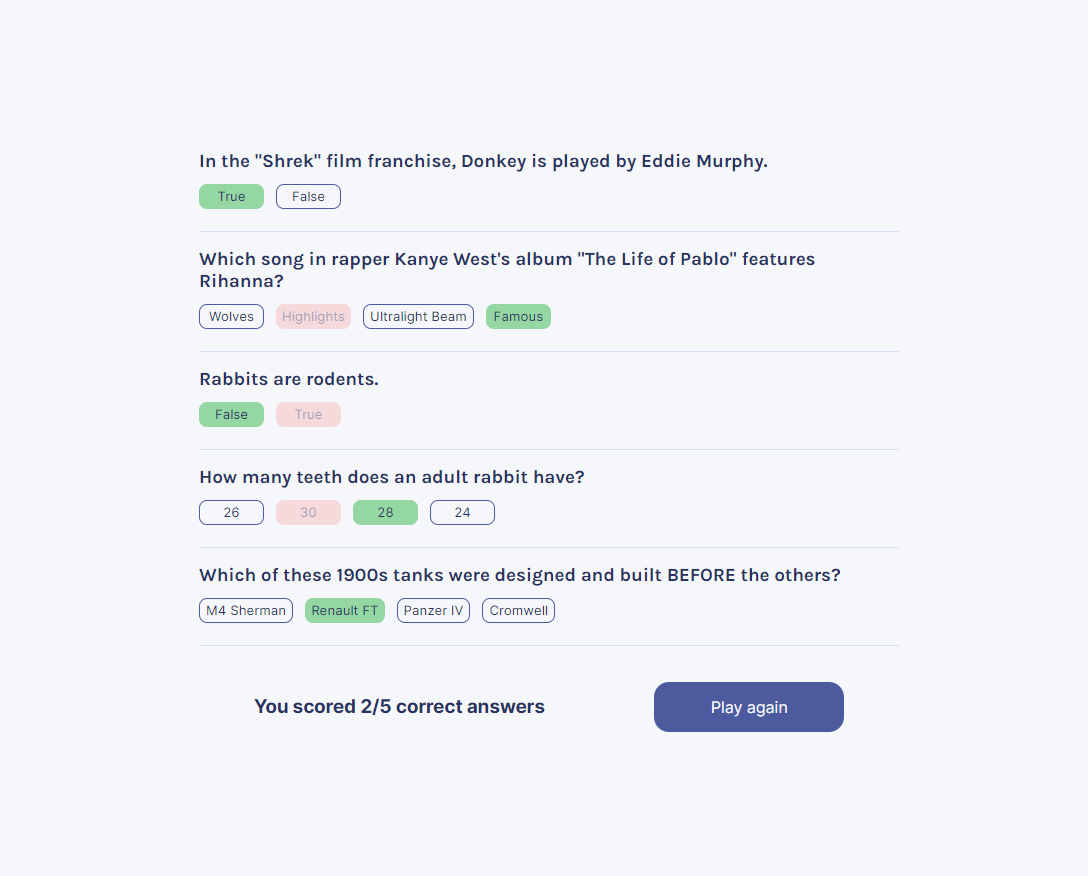 In the "Shrek" film franchise, Donkey is played by Eddie Murphy.
True False
Which song in rapper Kanye West's album "The Life of Pablo" features
Rihanna?
Wolves Highlights Ultralight Beam Famous
Rabbits are rodents.
False True
How many teeth does an adult rabbit have?
26 30 28 24
Which of these 1900s tanks were designed and built BEFORE the others?
M4 Sherman Renault FT Panzer IV Cromwell
You scored 2/5 correct answers Play again